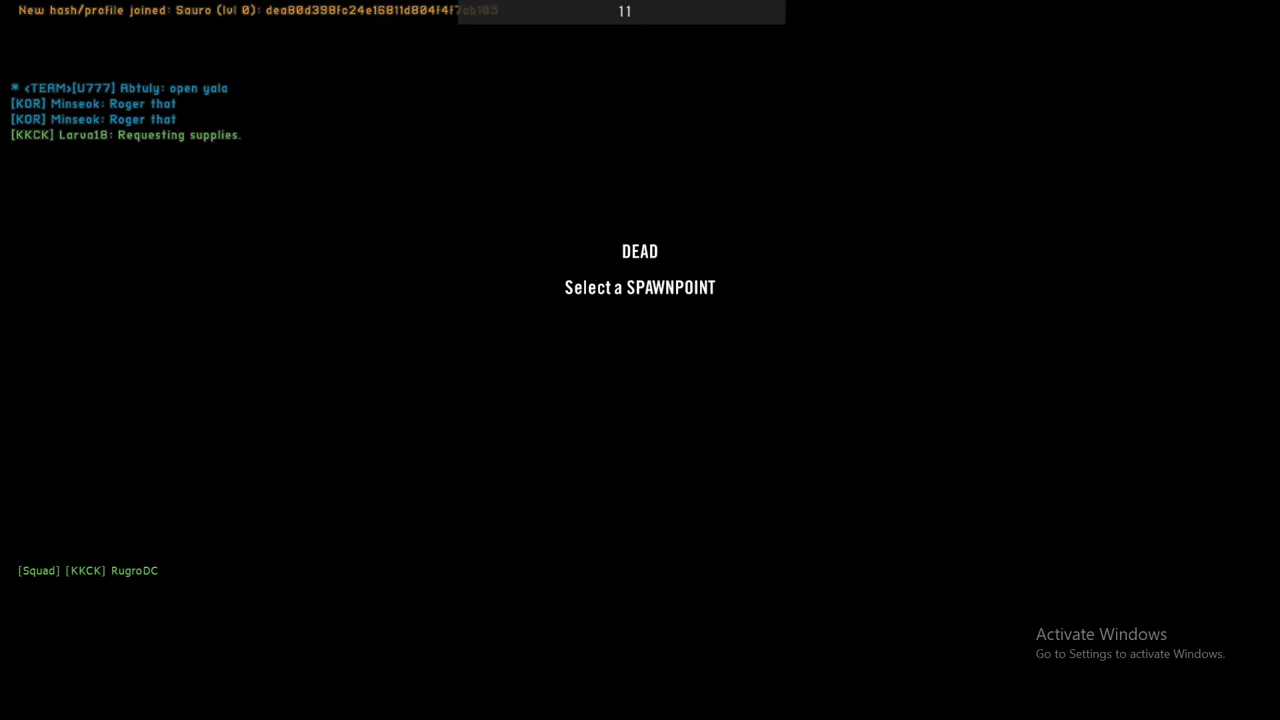 New hash/profile joined: Sauro (lvl 0): dea80d398fc24e16811d804f4f7ab105
11
* <TEAM>[U777] Abtuly: open yala
[KOR] Minseok: Roger that
[KOR] Minseok: Roger that
[KKCK] Larva18: Requesting supplies.
DEAD
Select a SPAWNPOINT
[Squad] [KKCK] RugroDC
Activate Windows
Go to Settings to activate Windows.